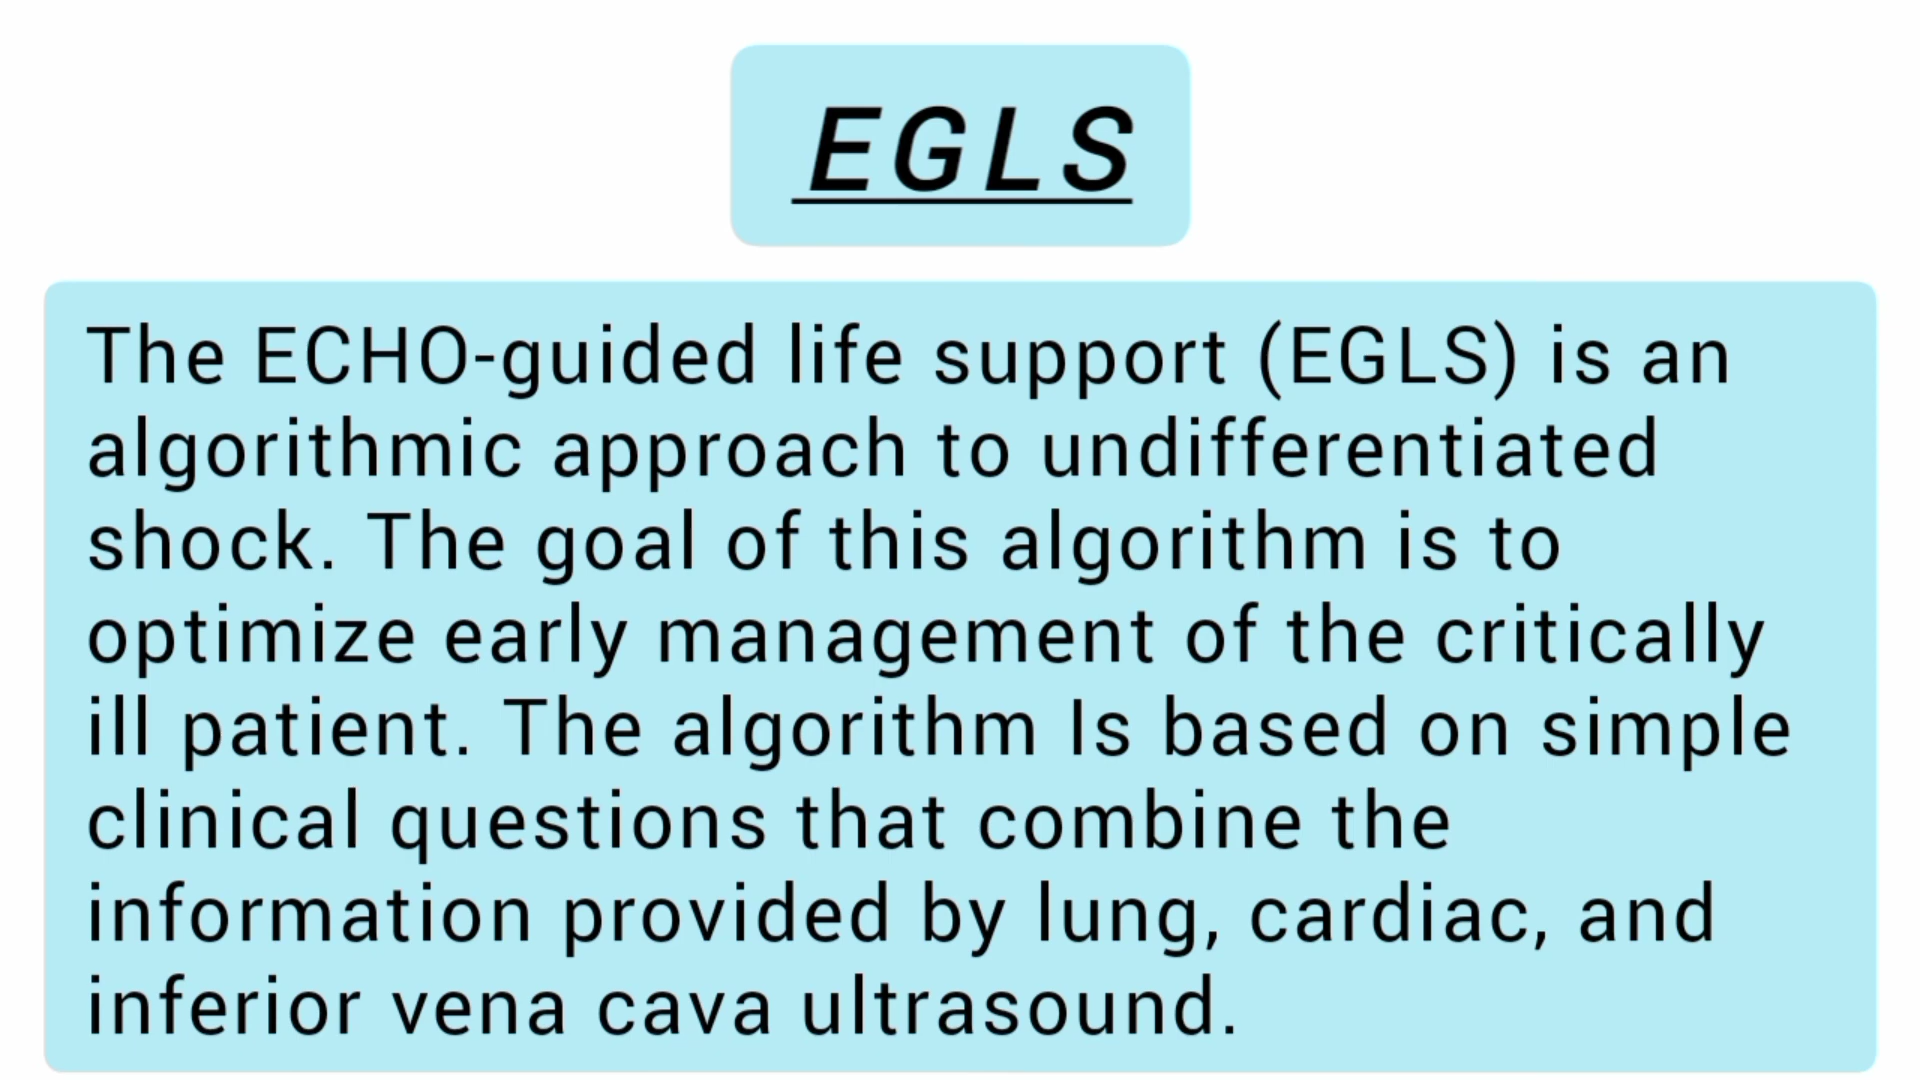 EGLS
The ECHO-guided life support (EGLS) is an
algorithmic approach to undifferentiated
shock. The goal of this algorithm is to
optimize early management of the critically
ill patient. The algorithm Is based on simple
clinical questions that combine the
information provided by lung, cardiac, and
inferior vena cava ultrasound.